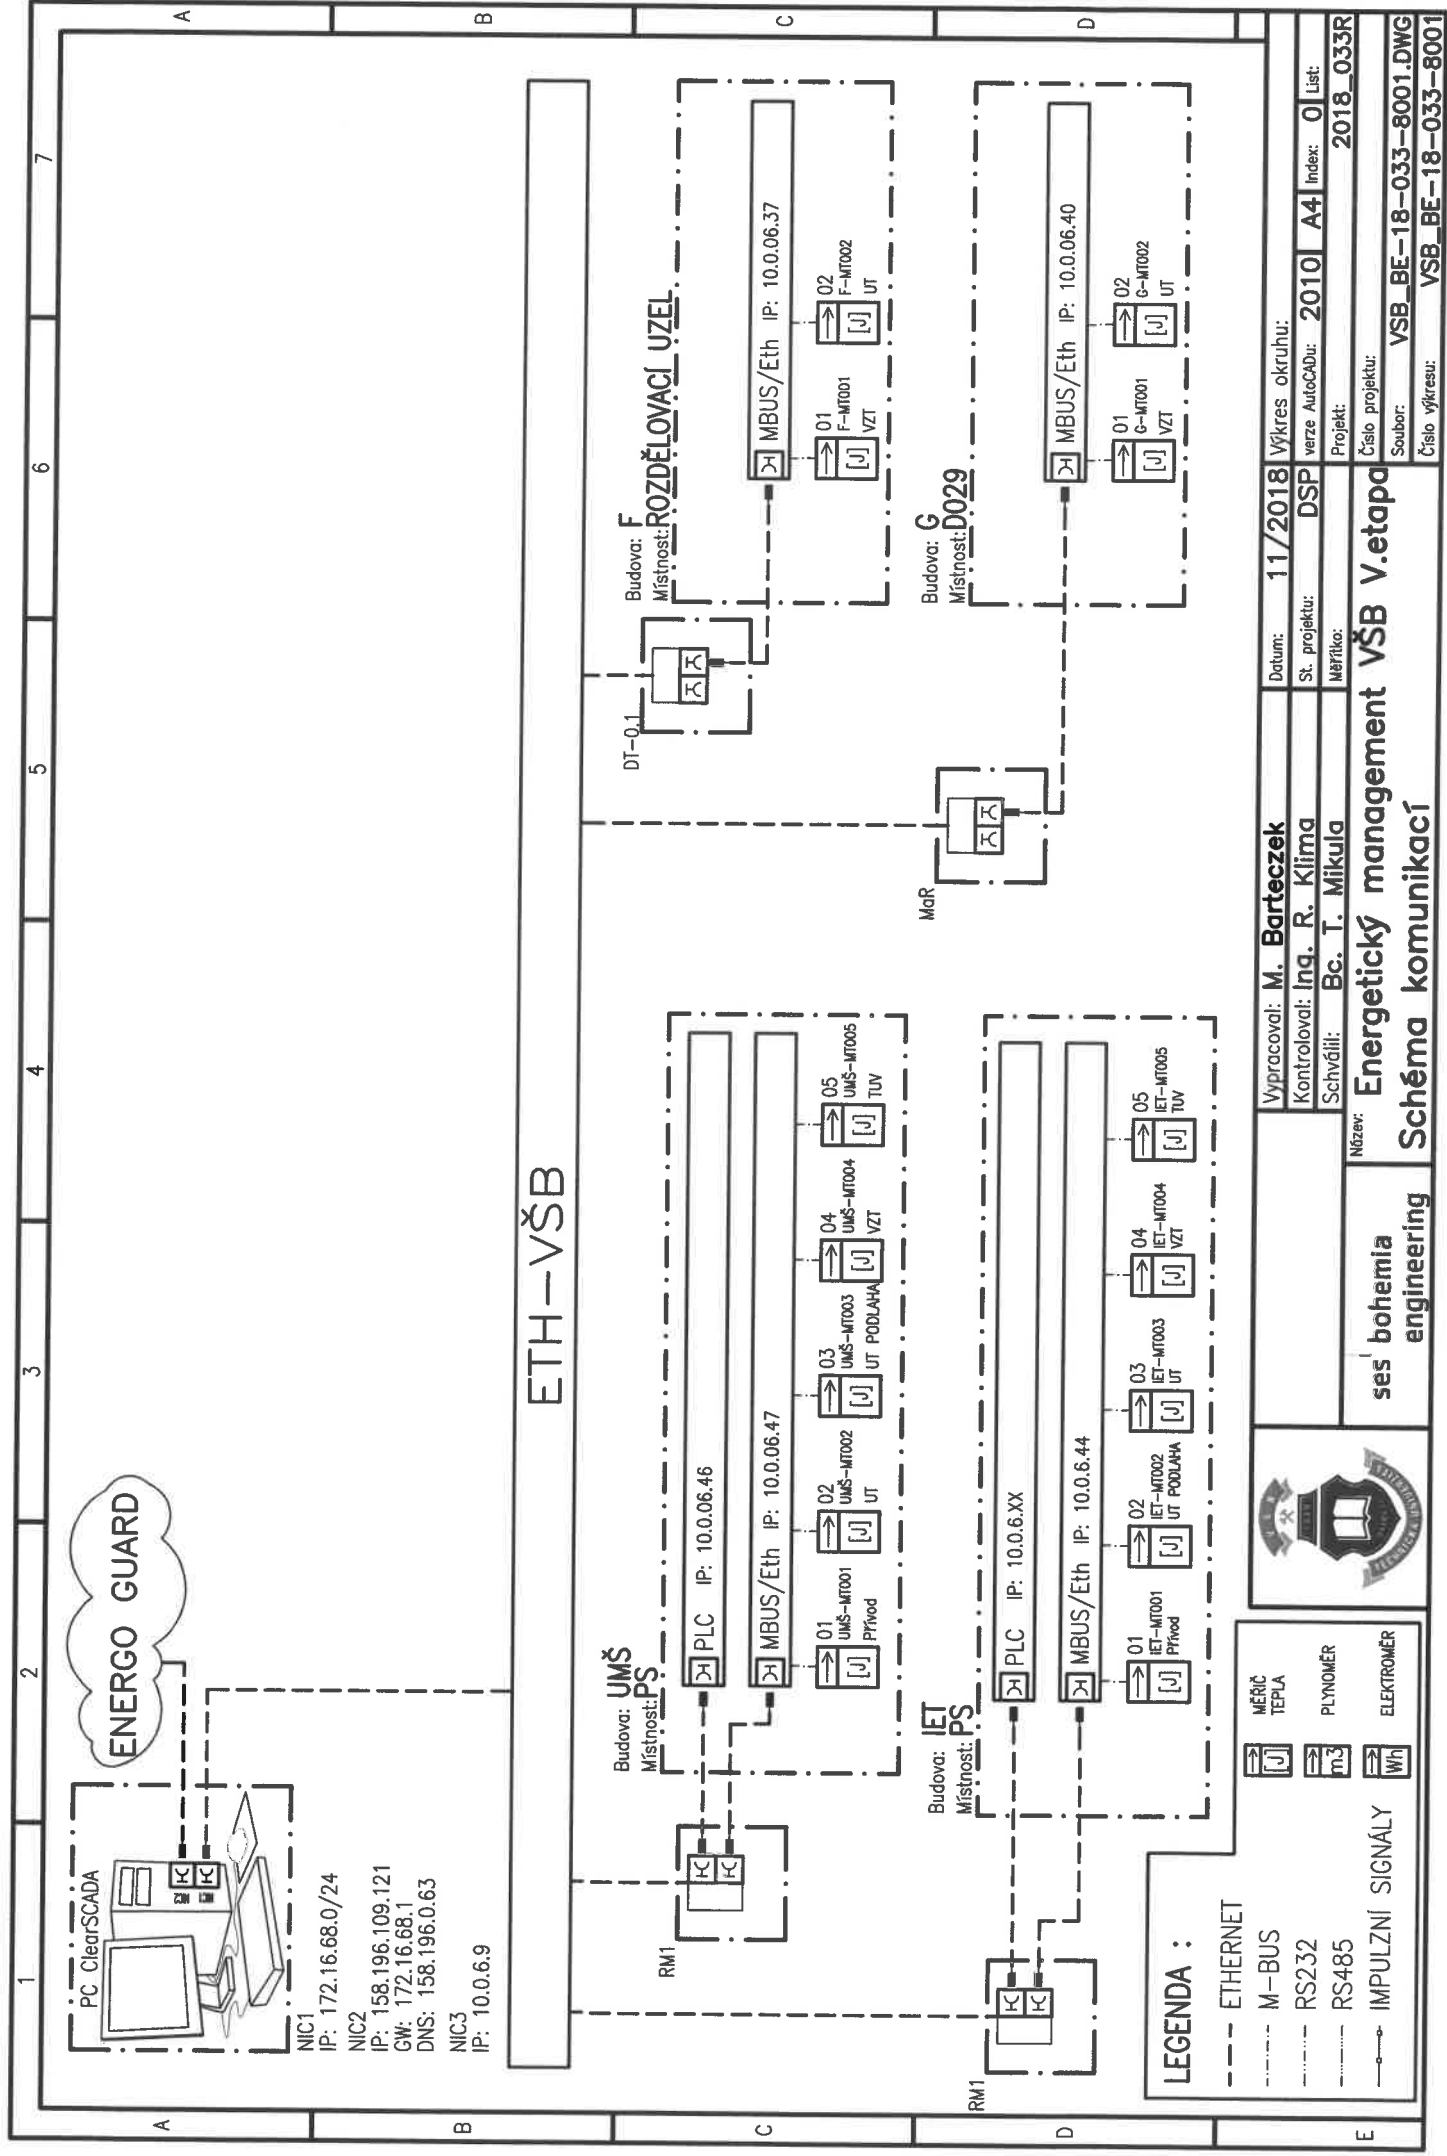 1
2
3
4
5
6
7
A
B
C
D
E
A
B
C
D
PC ClearSCADA
ENERGO GUARD
NIC1
IP: 172.16.68.0/24
NIC2
IP: 158.196.109.121
GW: 172.16.68.1
DNS: 158.196.0.63
NIC3
IP: 10.0.6.9
ETH-VŠB
RM1
Budova: UMŠ
Místnost: PS
PLC IP: 10.0.06.46
MBUS/Eth IP: 10.0.06.47
01
UMŠ-MT001
Přívod
[J]
02
UMŠ-MT002
UT
[J]
03
UMŠ-MT003
UT PODLAHA
[J]
04
UMŠ-MT004
VZT
[J]
05
UMŠ-MT005
TUV
[J]
DT-0.1
Budova: F
Místnost: ROZDĚLOVACÍ UZEL
MBUS/Eth IP: 10.0.06.37
01
F-MT001
VZT
[J]
02
F-MT002
UT
[J]
RM1
Budova: IET
Místnost: PS
PLC IP: 10.0.6.XX
MBUS/Eth IP: 10.0.6.44
01
IET-MT001
Přívod
[J]
02
IET-MT002
UT PODLAHA
[J]
03
IET-MT003
UT
[J]
04
IET-MT004
VZT
[J]
05
IET-MT005
TUV
[J]
MaR
Budova: G
Místnost: D029
MBUS/Eth IP: 10.0.06.40
01
G-MT001
VZT
[J]
02
G-MT002
UT
[J]
LEGENDA :
ETHERNET
M-BUS
RS232
RS485
IMPULZNÍ SIGNÁLY
[J]
MĚŘIČ
TEPLA
m3
PLYNOMĚR
Wh
ELEKTROMĚR
ses bohemia
engineering
Vypracoval: M. Barteczek
Kontroloval: Ing. R. Klima
Schválil: Bc. T. Mikula
Datum: 11/2018
St. projektu: DSP
Měřítko:
Výkres okruhu:
verze AutoCADu: 2010 A4 Index: 0 List:
Projekt: 2018_033R
Číslo projektu:
Soubor: VSB_BE-18-033-8001.DWG
Číslo výkresu: VSB_BE-18-033-8001
Název: Energetický management VŠB V.etapa
Schéma komunikací